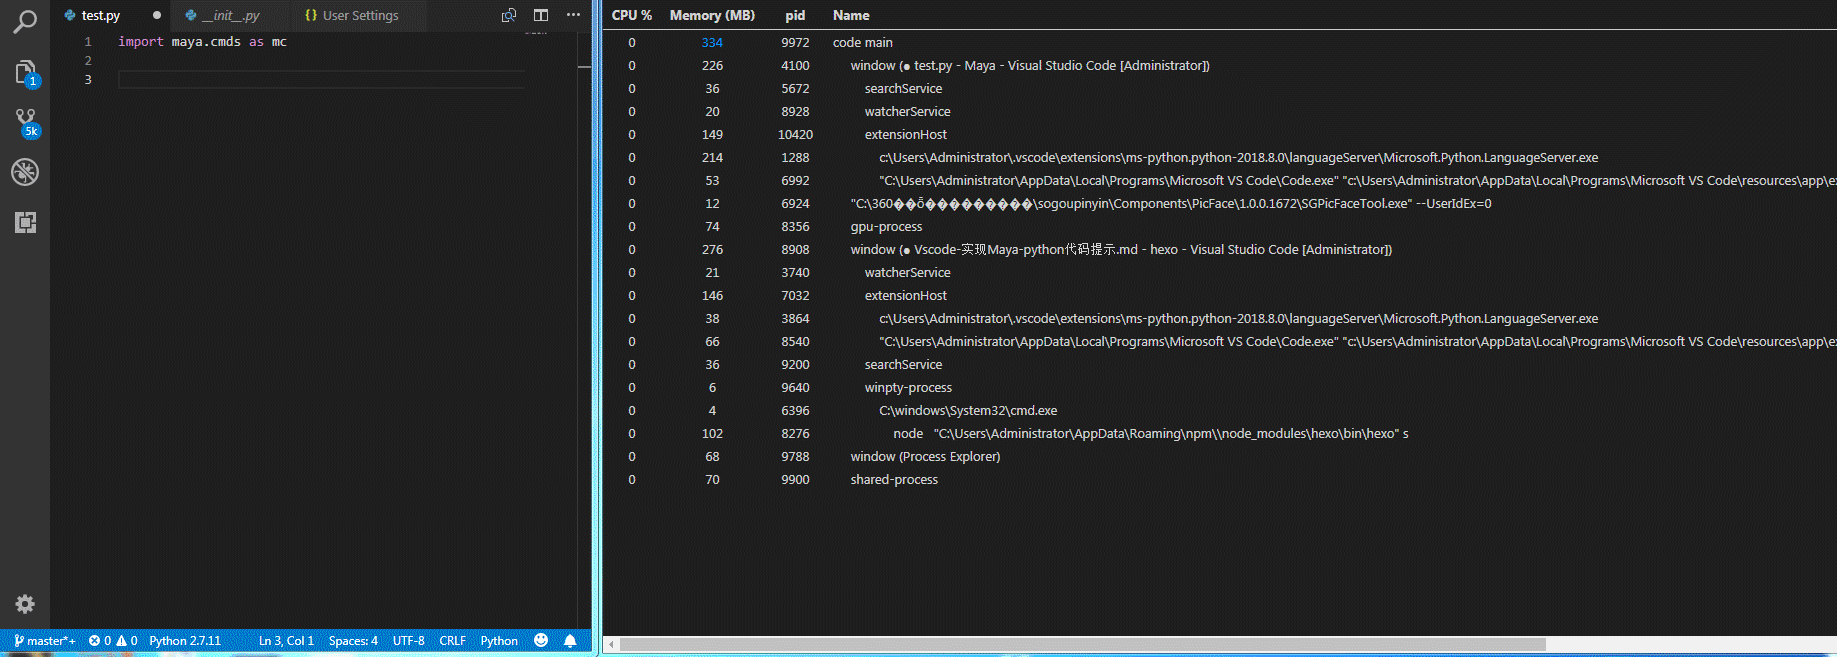 test.py
__init__.py
{} User Settings
1 import maya.cmds as mc
2
3
1
5k
master*+ 0 0 Python 2.7.11 Ln 3, Col 1 Spaces: 4 UTF-8 CRLF Python
CPU % Memory (MB) pid Name
0 334 9972 code main
0 226 4100 window (● test.py - Maya - Visual Studio Code [Administrator])
0 36 5672 searchService
0 20 8928 watcherService
0 149 10420 extensionHost
0 214 1288 c:\Users\Administrator\.vscode\extensions\ms-python.python-2018.8.0\languageServer\Microsoft.Python.LanguageServer.exe
0 53 6992 "C:\Users\Administrator\AppData\Local\Programs\Microsoft VS Code\Code.exe" "c:\Users\Administrator\AppData\Local\Programs\Microsoft VS Code\resources\app\ex
0 12 6924 "C:\360��ȫ���������\sogoupinyin\Components\PicFace\1.0.0.1672\SGPicFaceTool.exe" --UserIdEx=0
0 74 8356 gpu-process
0 276 8908 window (● Vscode-实现Maya-python代码提示.md - hexo - Visual Studio Code [Administrator])
0 21 3740 watcherService
0 146 7032 extensionHost
0 38 3864 c:\Users\Administrator\.vscode\extensions\ms-python.python-2018.8.0\languageServer\Microsoft.Python.LanguageServer.exe
0 66 8540 "C:\Users\Administrator\AppData\Local\Programs\Microsoft VS Code\Code.exe" "c:\Users\Administrator\AppData\Local\Programs\Microsoft VS Code\resources\app\ex
0 36 9200 searchService
0 6 9640 winpty-process
0 4 6396 C:\windows\System32\cmd.exe
0 102 8276 node "C:\Users\Administrator\AppData\Roaming\npm\\node_modules\hexo\bin\hexo" s
0 68 9788 window (Process Explorer)
0 70 9900 shared-process